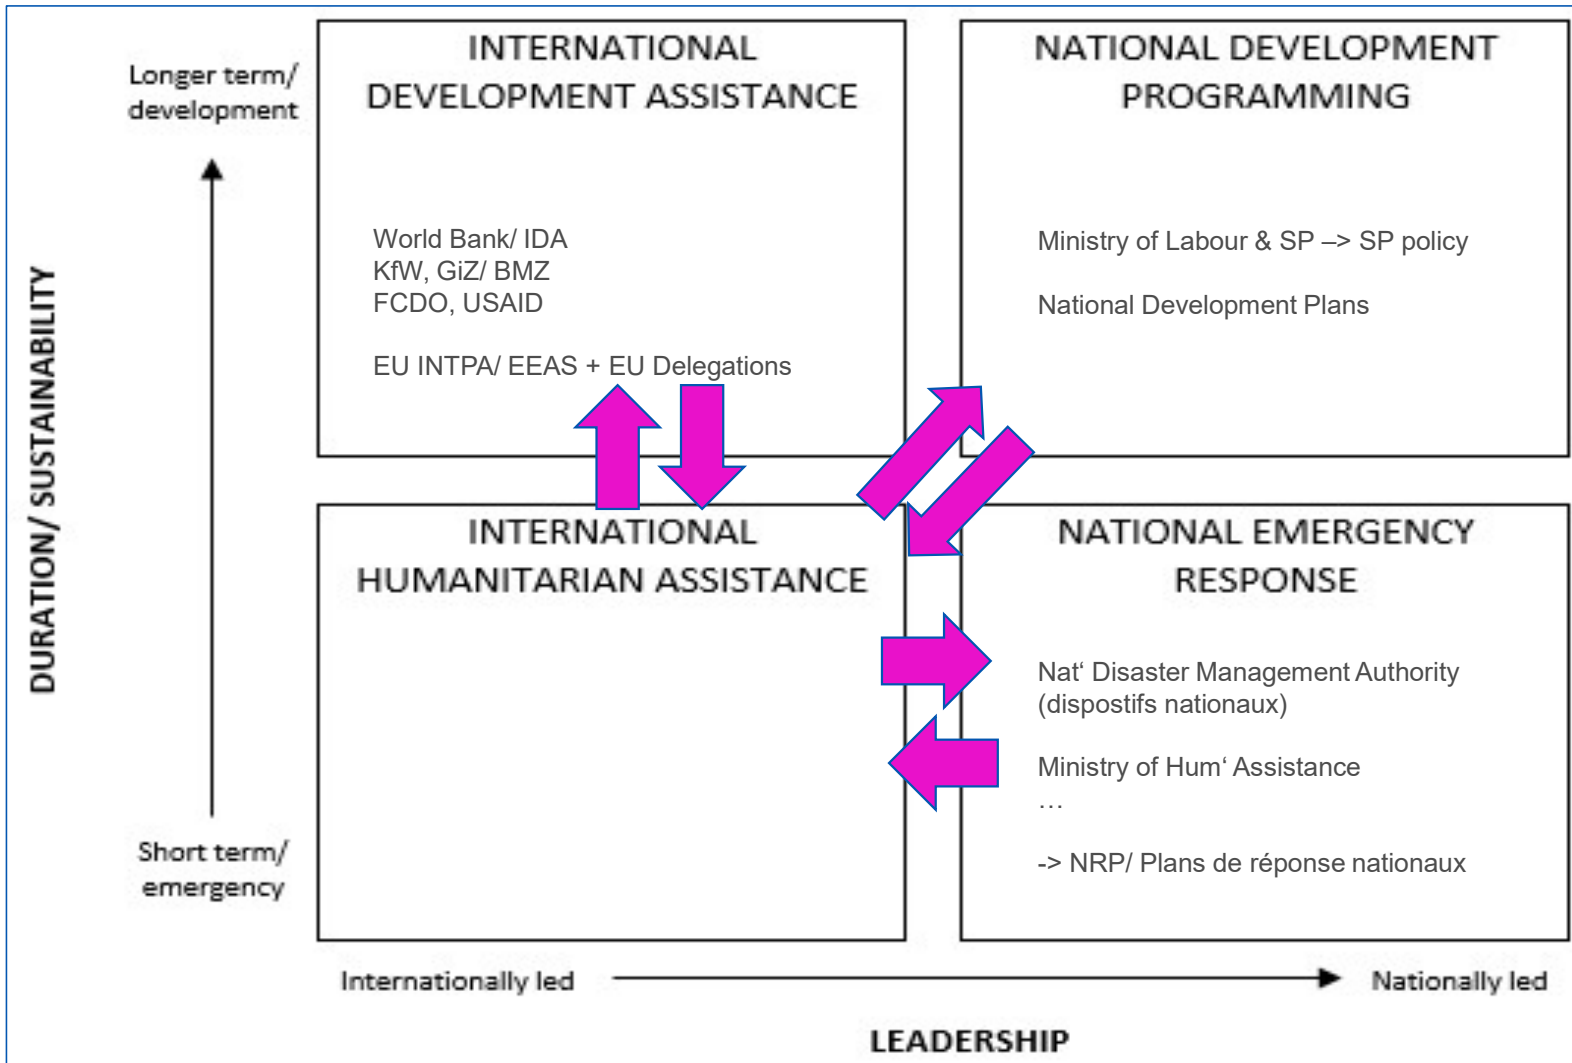 INTERNATIONAL
DEVELOPMENT ASSISTANCE
World Bank/ IDA
KfW, GiZ/ BMZ
FCDO, USAID
EU INTPA/ EEAS + EU Delegations
NATIONAL DEVELOPMENT
PROGRAMMING
Ministry of Labour & SP –> SP policy
National Development Plans
INTERNATIONAL
HUMANITARIAN ASSISTANCE
NATIONAL EMERGENCY
RESPONSE
Nat‘ Disaster Management Authority
(dispostifs nationaux)
Ministry of Hum‘ Assistance
…
-> NRP/ Plans de réponse nationaux
Longer term/
development
DURATION/ SUSTAINABILITY
Short term/
emergency
Internationally led
Nationally led
LEADERSHIP